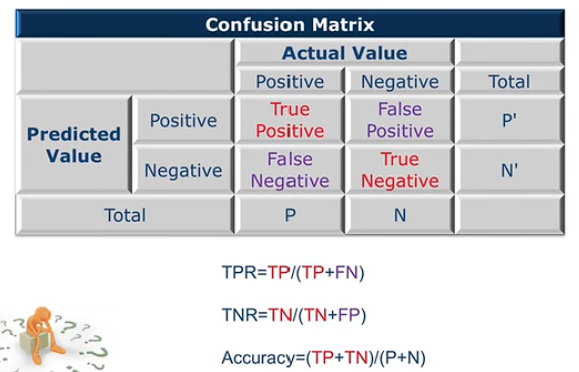 Confusion Matrix
Actual Value
Positive Negative Total
Predicted Value
Positive
True Positive
False Positive
P'
Negative
False Negative
True Negative
N'
Total P N
TPR=TP/(TP+FN)
TNR=TN/(TN+FP)
Accuracy=(TP+TN)/(P+N)